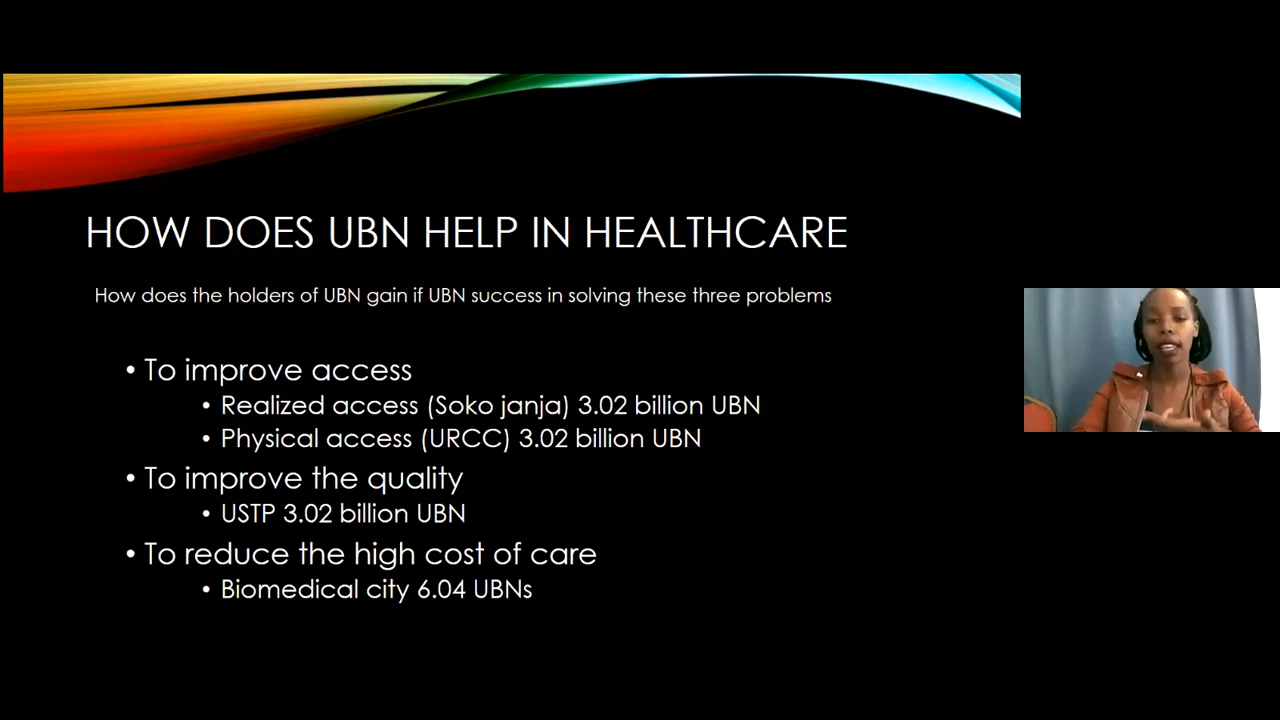 HOW DOES UBN HELP IN HEALTHCARE
How does the holders of UBN gain if UBN success in solving these three problems
• To improve access
• Realized access (Soko janja) 3.02 billion UBN
• Physical access (URCC) 3.02 billion UBN
• To improve the quality
• USTP 3.02 billion UBN
• To reduce the high cost of care
• Biomedical city 6.04 UBNs